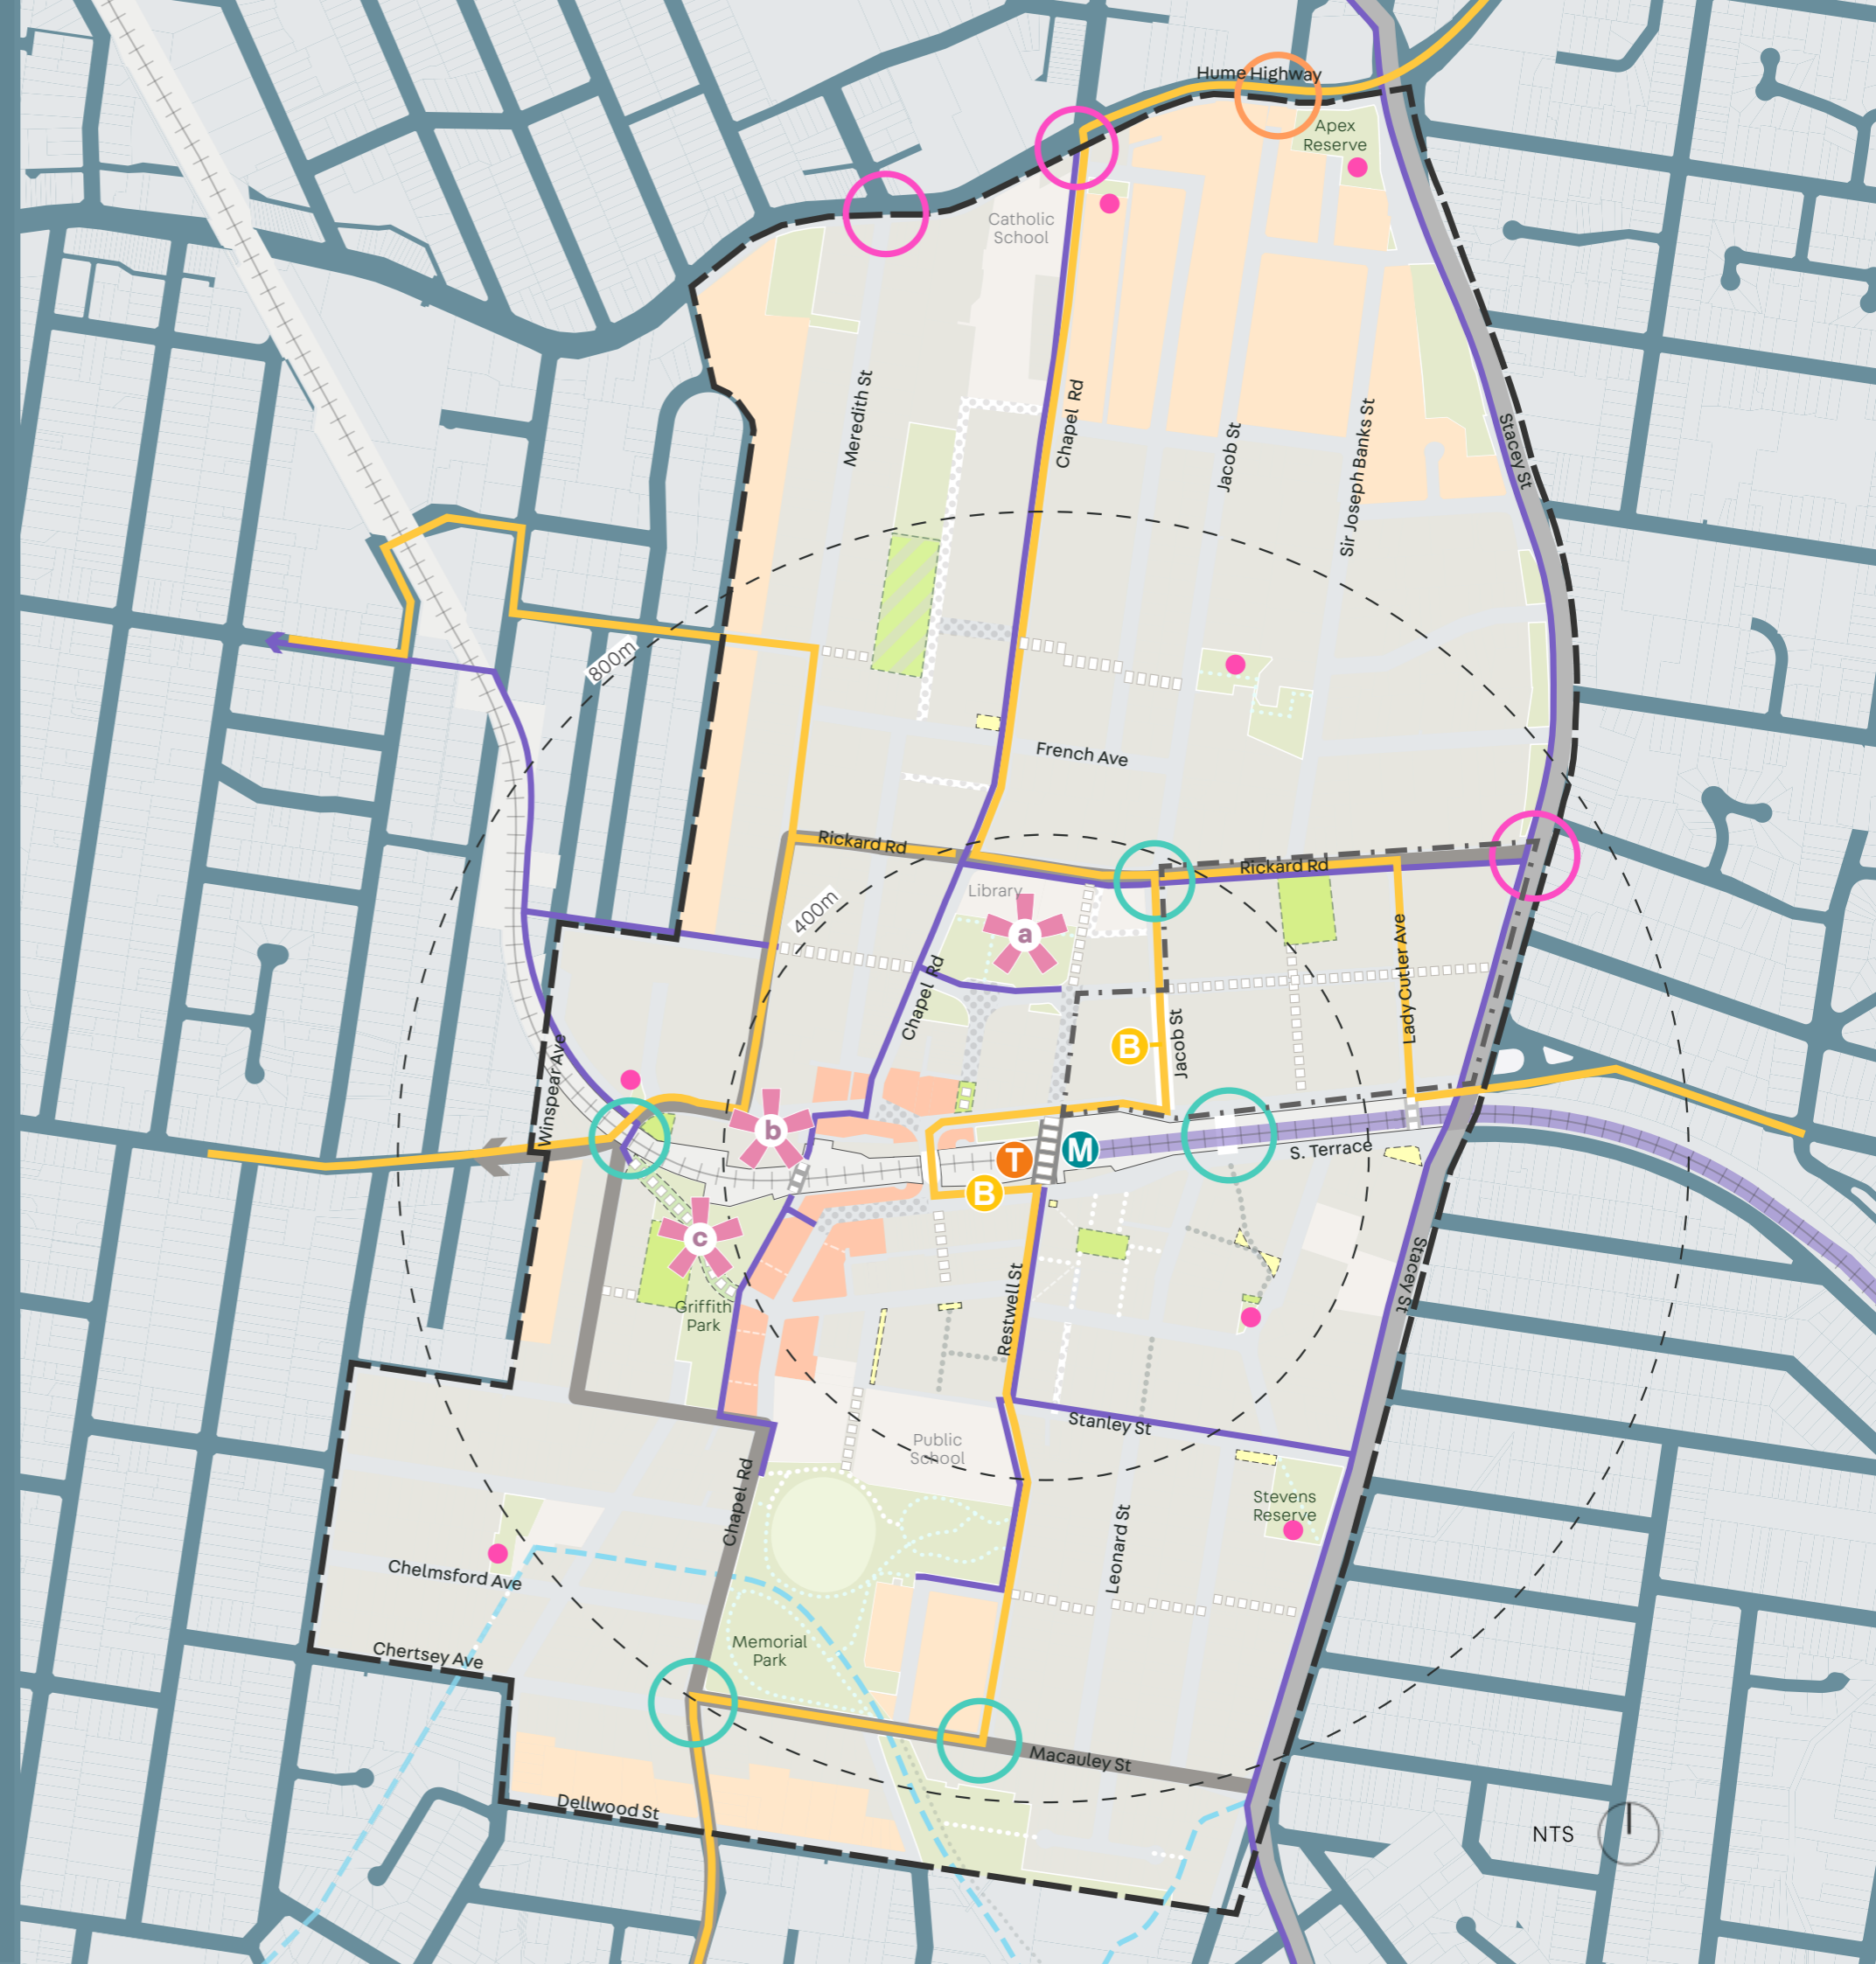 Hume Highway
Apex
Reserve
Catholic
School
Meredith St
Chapel Rd
Jacob St
Sir Joseph Banks St
Stacey St
800m
French Ave
Rickard Rd
Rickard Rd
Library
400m
a
Chapel Rd
Lady Cutler Ave
Jacob St
B
Winspear Ave
b
T
M
S. Terrace
B
c
Griffith
Park
Restwell St
Stacey St
Stanley St
Public
School
Chapel Rd
Stevens
Reserve
Leonard St
Chelmsford Ave
Chertsey Ave
Memorial
Park
Macauley St
Dellwood St
NTS